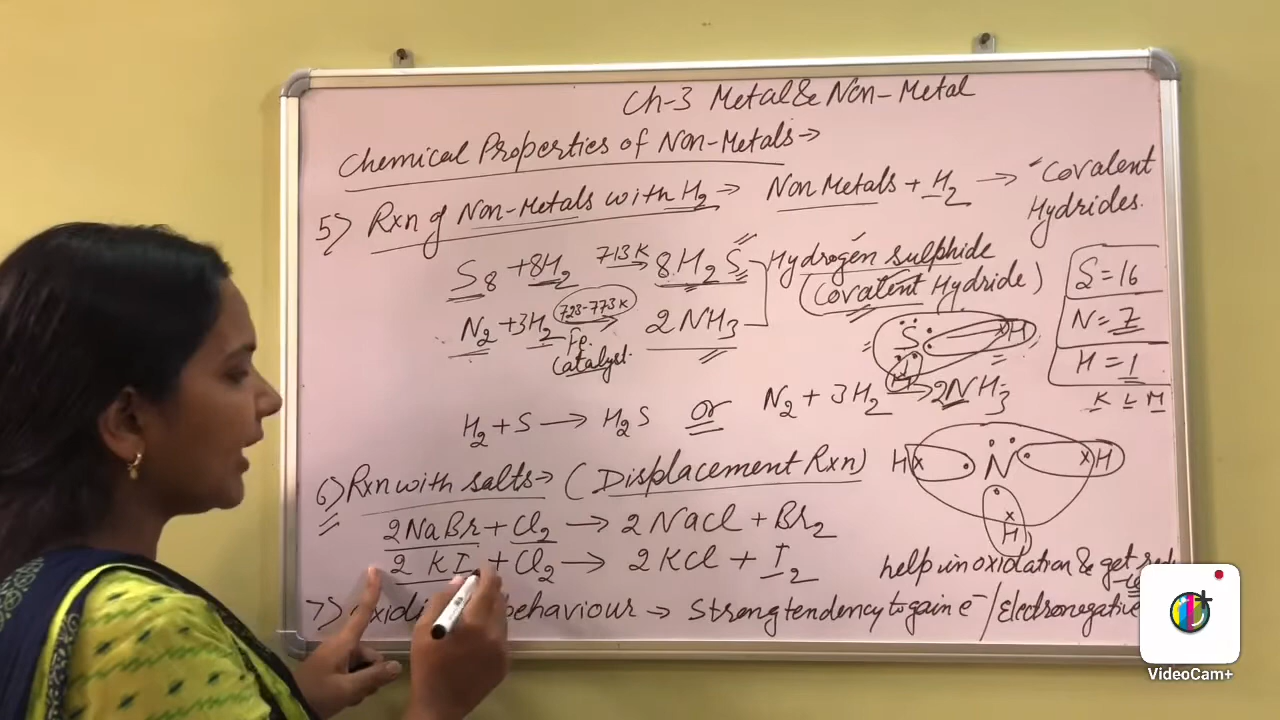 Ch-3 Metal & Non-Metal
Chemical Properties of Non-Metals →
5) Rxn of Non-Metals with H2 → Non Metals + H2 → Covalent Hydrides.
S8 + 8H2 713 K → 8H2S Hydrogen sulphide
(Covalent Hydride)
N2 + 3H2 723-773K → 2NH3
Fe
Catalyst.
S = 16
N = 7
H = 1
K L M
S H
H
H2 + S → H2S or N2 + 3H2 → 2NH3
H N H
H
6) Rxn with salts → (Displacement Rxn)
2NaBr + Cl2 → 2NaCl + Br2
2KI + Cl2 → 2KCl + I2
help in oxidation & get
7) behaviour → Strong tendency to gain e⁻ / Electronegative
VideoCam+